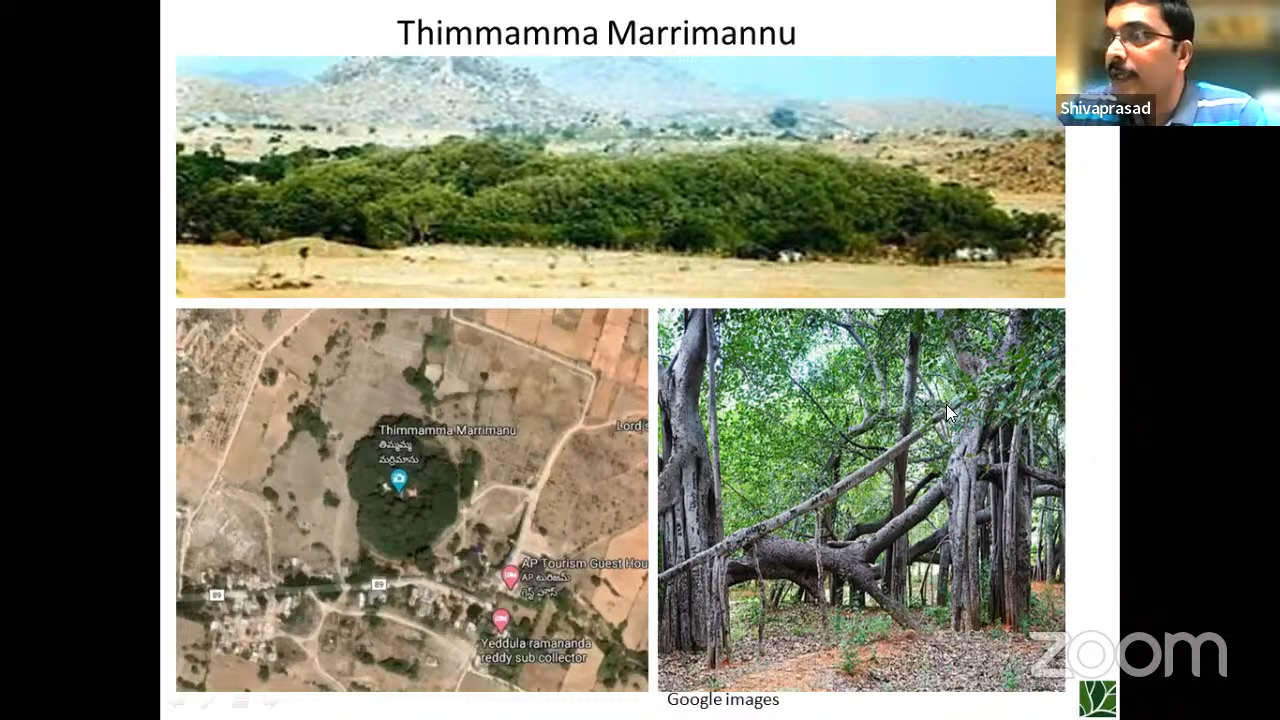 Thimmamma Marrimannu
Shivaprasad
Thimmamma Marrimanu
తిమ్మమ్మ
మర్రిమాను
Lord
AP Tourism Guest Hou
AP టూరిజమ్
గెస్ట్ హౌస్
89
89
Yeddula ramananda
reddy sub collector
Google images
zoom